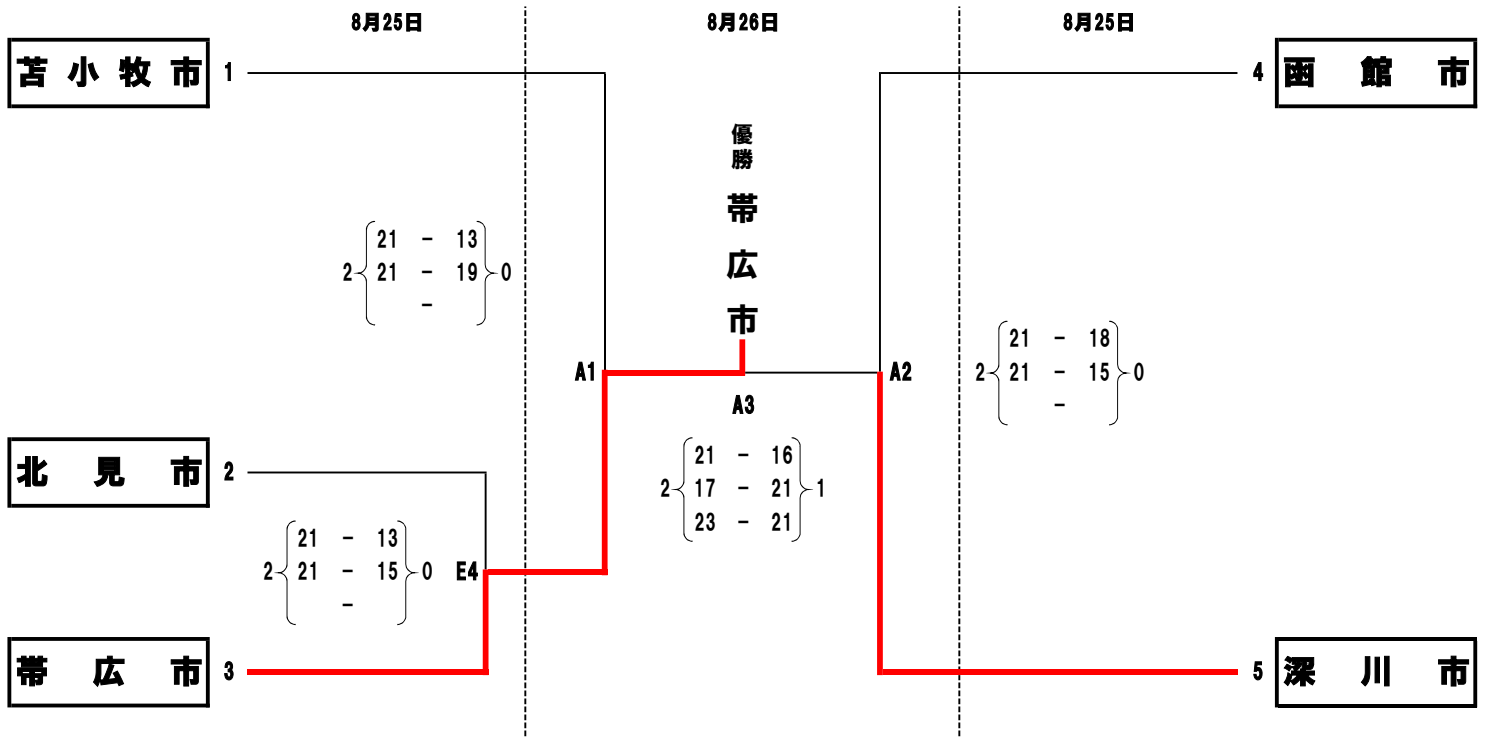 8月25日 8月26日 8月25日
苫小牧市 1
4 函館市
優勝
帯広市
21 - 13
2 21 - 19 0
-
21 - 18
2 21 - 15 0
-
A1
A2
A3
21 - 16
2 17 - 21 1
23 - 21
北見市 2
21 - 13
2 21 - 15 0 E4
-
帯広市 3
5 深川市